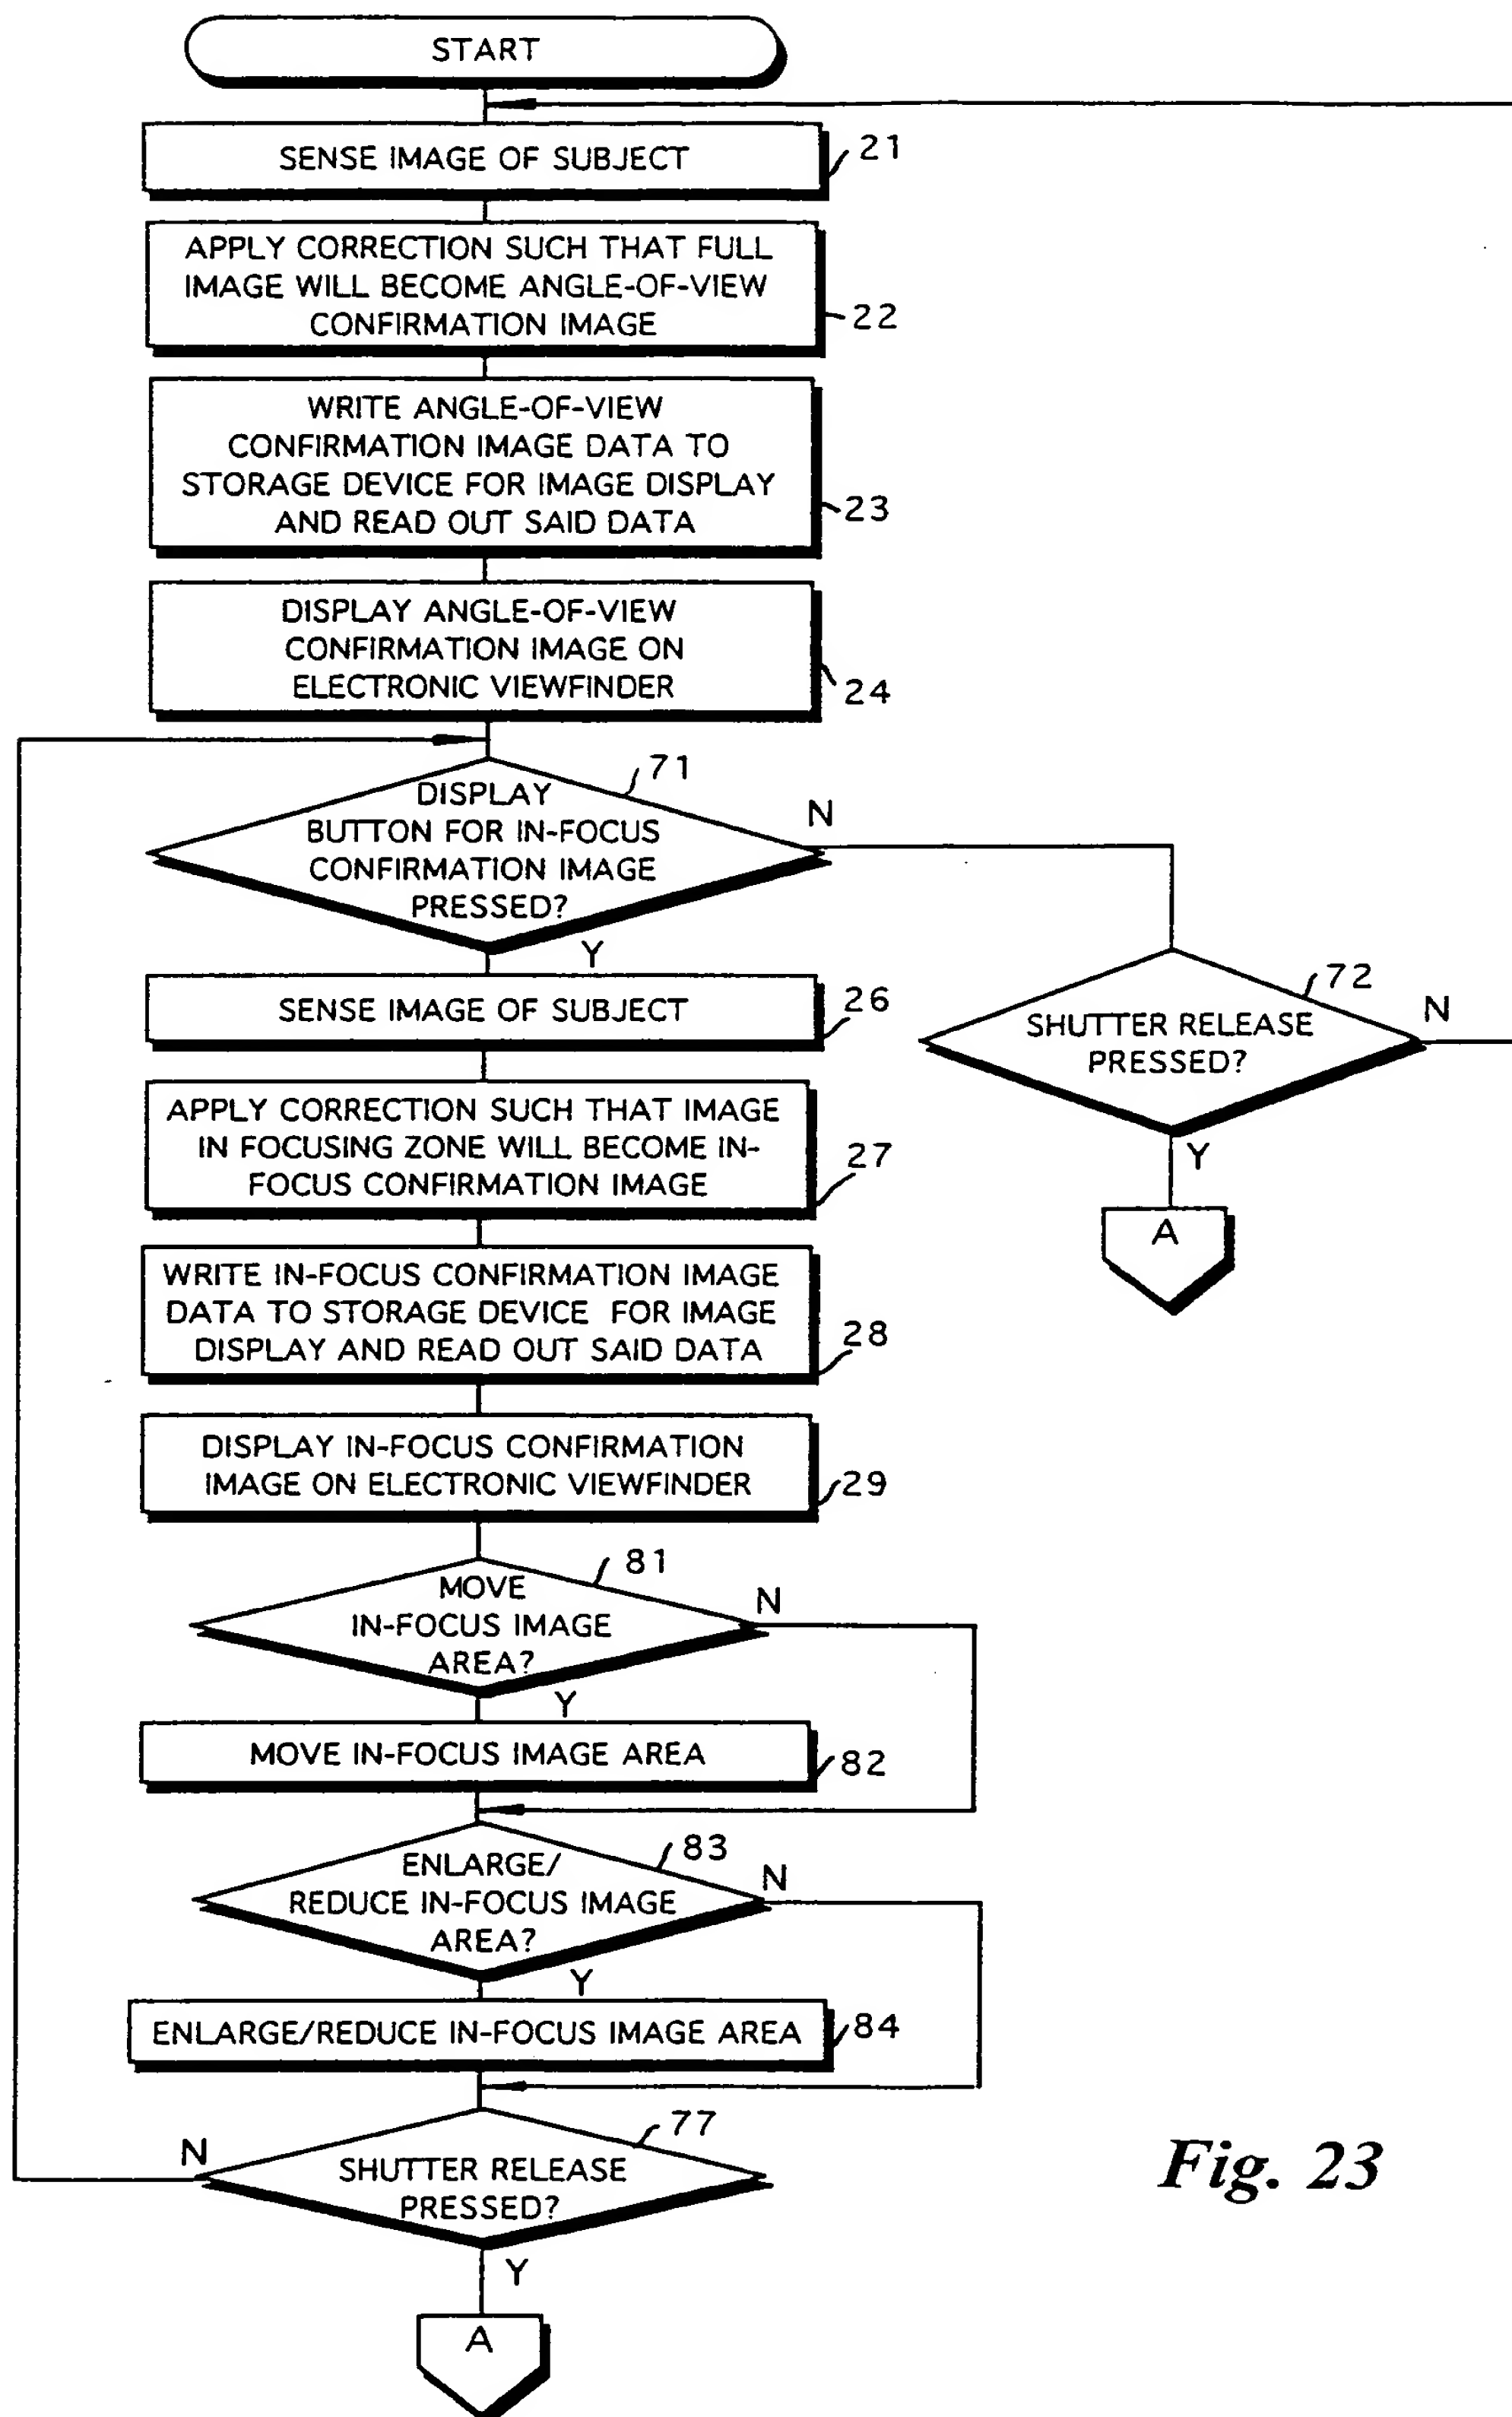 START
SENSE IMAGE OF SUBJECT
21
APPLY CORRECTION SUCH THAT FULL
IMAGE WILL BECOME ANGLE-OF-VIEW
CONFIRMATION IMAGE
22
WRITE ANGLE-OF-VIEW
CONFIRMATION IMAGE DATA TO
STORAGE DEVICE FOR IMAGE DISPLAY
AND READ OUT SAID DATA
23
DISPLAY ANGLE-OF-VIEW
CONFIRMATION IMAGE ON
ELECTRONIC VIEWFINDER
24
71
DISPLAY
BUTTON FOR IN-FOCUS
CONFIRMATION IMAGE
PRESSED?
N
Y
72
SHUTTER RELEASE
PRESSED?
N
Y
A
SENSE IMAGE OF SUBJECT
26
APPLY CORRECTION SUCH THAT IMAGE
IN FOCUSING ZONE WILL BECOME IN-
FOCUS CONFIRMATION IMAGE
27
WRITE IN-FOCUS CONFIRMATION IMAGE
DATA TO STORAGE DEVICE FOR IMAGE
DISPLAY AND READ OUT SAID DATA
28
DISPLAY IN-FOCUS CONFIRMATION
IMAGE ON ELECTRONIC VIEWFINDER
29
81
MOVE
IN-FOCUS IMAGE
AREA?
N
Y
MOVE IN-FOCUS IMAGE AREA
82
83
ENLARGE/
REDUCE IN-FOCUS IMAGE
AREA?
N
Y
ENLARGE/REDUCE IN-FOCUS IMAGE AREA
84
77
SHUTTER RELEASE
PRESSED?
N
Y
A
Fig. 23